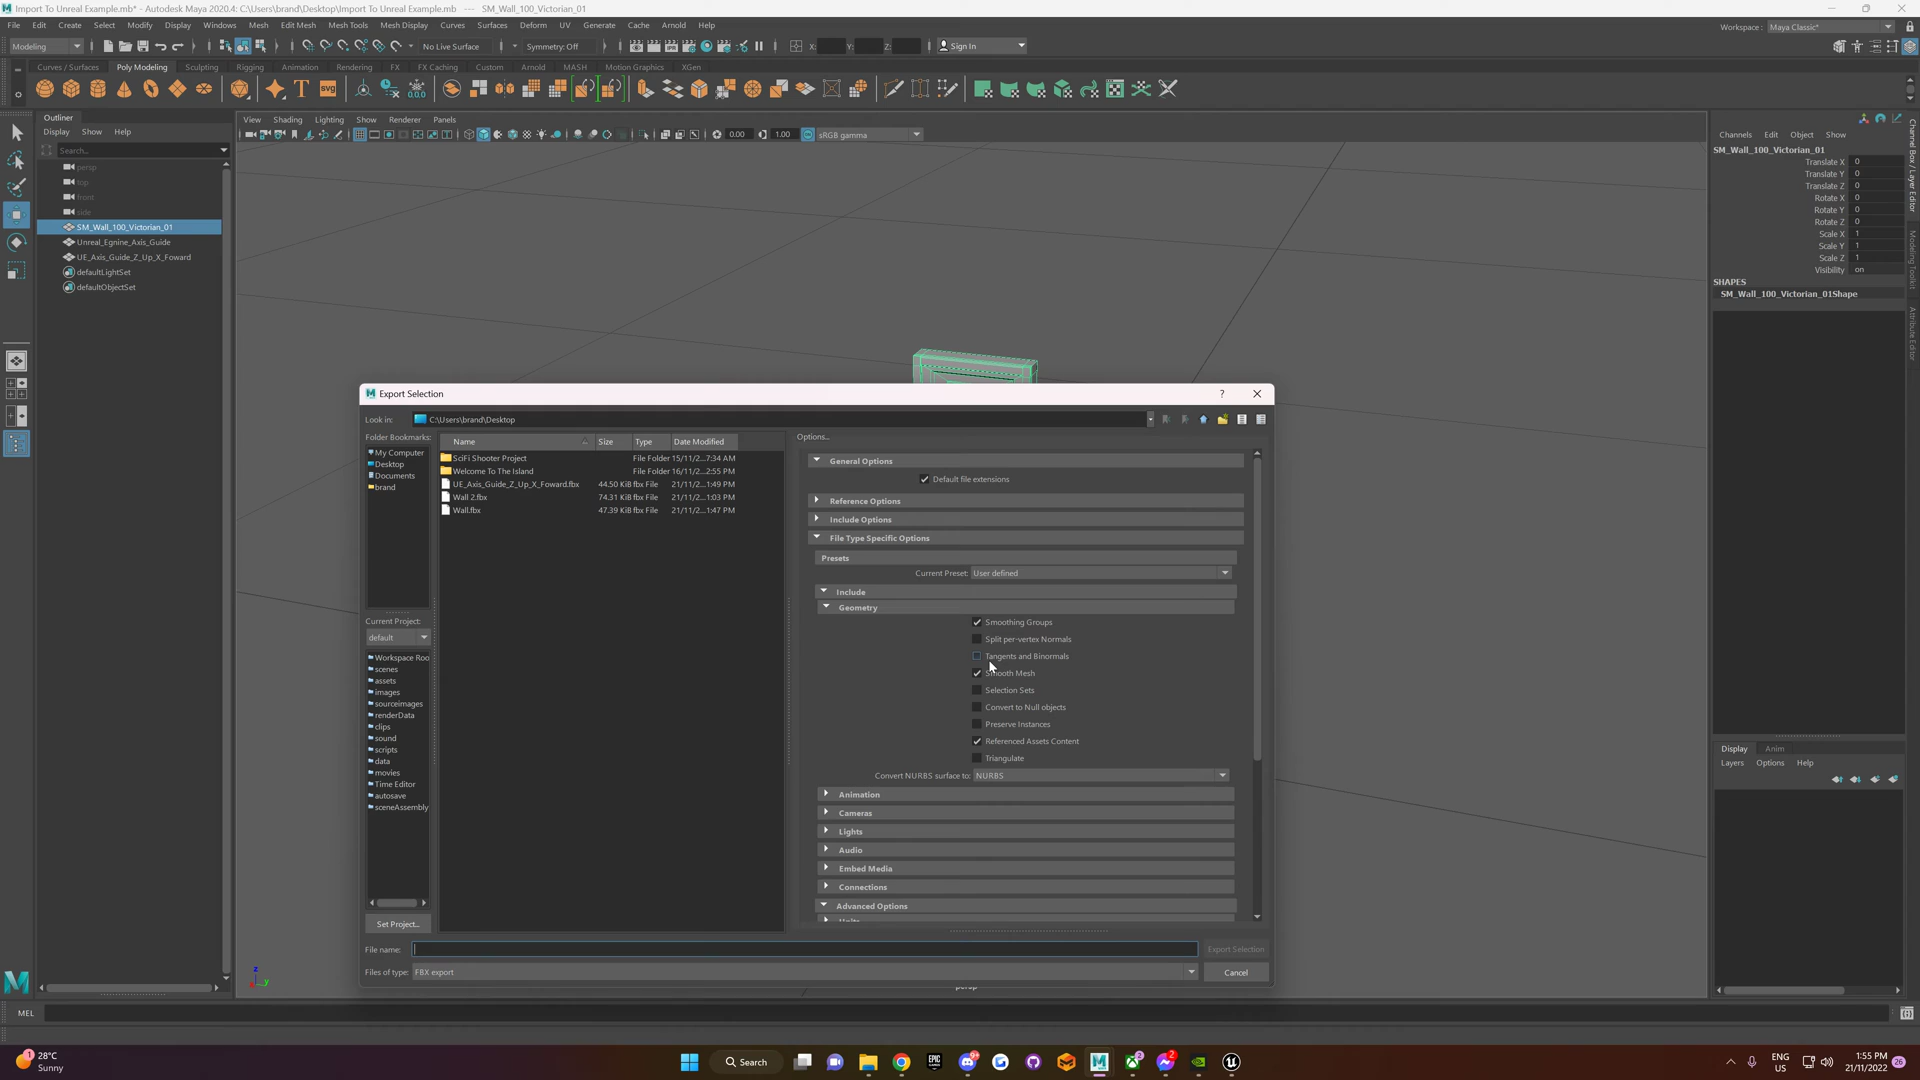 Import To Unreal Example.mb* - Autodesk Maya 2020.4: C:\Users\brand\Desktop\Import To Unreal Example.mb --- SM_Wall_100_Victorian_01
File Edit Create Select Modify Display Windows Mesh Edit Mesh Mesh Tools Mesh Display Curves Surfaces Deform UV Generate Cache Arnold Help
Workspace : Maya Classic*
Modeling No Live Surface Symmetry: Off X: Y: Z: Sign In
Curves / Surfaces Poly Modeling Sculpting Rigging Animation Rendering FX FX Caching Custom Arnold MASH Motion Graphics XGen
Outliner
Display Show Help
Search...
persp
top
front
side
SM_Wall_100_Victorian_01
Unreal_Egnine_Axis_Guide
UE_Axis_Guide_Z_Up_X_Foward
defaultLightSet
defaultObjectSet
View Shading Lighting Show Renderer Panels
0.00 1.00 sRGB gamma
Channels Edit Object Show
SM_Wall_100_Victorian_01
Translate X 0
Translate Y 0
Translate Z 0
Rotate X 0
Rotate Y 0
Rotate Z 0
Scale X 1
Scale Y 1
Scale Z 1
Visibility on
SHAPES
SM_Wall_100_Victorian_01Shape
Channel Box / Layer Editor
Modeling Toolkit
Attribute Editor
Display Anim
Layers Options Help
Export Selection
Look in: C:\Users\brand\Desktop
Folder Bookmarks:
My Computer
Desktop
Documents
brand
Name Size Type Date Modified
SciFi Shooter Project File Folder 15/11/2...7:34 AM
Welcome To The Island File Folder 16/11/2...2:55 PM
UE_Axis_Guide_Z_Up_X_Foward.fbx 44.50 KiB fbx File 21/11/2...1:49 PM
Wall 2.fbx 74.31 KiB fbx File 21/11/2...1:03 PM
Wall.fbx 47.39 KiB fbx File 21/11/2...1:47 PM
Current Project:
default
Workspace Roo
scenes
assets
images
sourceimages
renderData
clips
sound
scripts
data
movies
Time Editor
autosave
sceneAssembly
Set Project...
Options...
General Options
Default file extensions
Reference Options
Include Options
File Type Specific Options
Presets
Current Preset: User defined
Include
Geometry
Smoothing Groups
Split per-vertex Normals
Tangents and Binormals
Smooth Mesh
Selection Sets
Convert to Null objects
Preserve Instances
Referenced Assets Content
Triangulate
Convert NURBS surface to: NURBS
Animation
Cameras
Lights
Audio
Embed Media
Connections
Advanced Options
Units
File name: Export Selection
Files of type: FBX export Cancel
persp
z
y
MEL
28°C
Sunny
Search
ENG
US
1:55 PM
21/11/2022
26